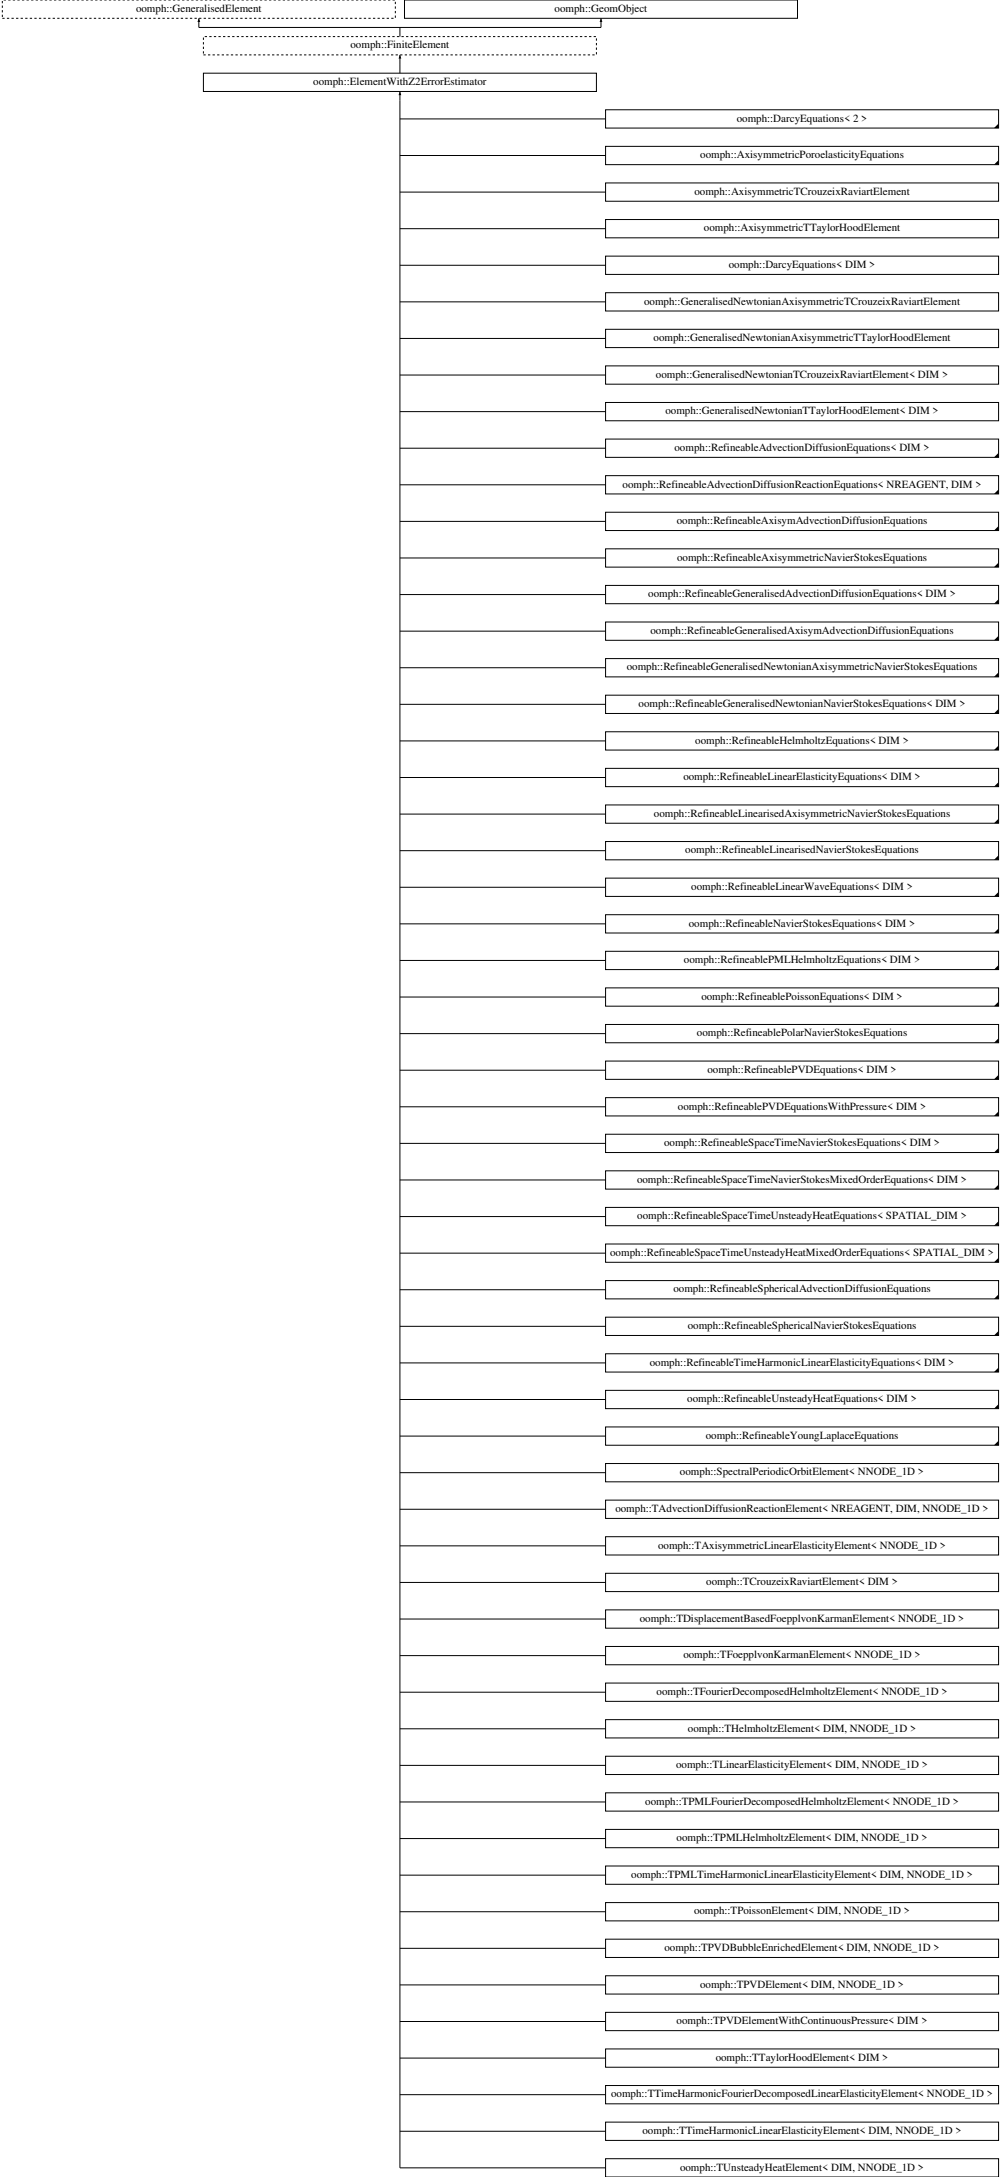 oomph::GeneralisedElement
oomph::GeomObject
oomph::FiniteElement
oomph::ElementWithZ2ErrorEstimator
oomph::DarcyEquations< 2 >
oomph::AxisymmetricPoroelasticityEquations
oomph::AxisymmetricTCrouzeixRaviartElement
oomph::AxisymmetricTTaylorHoodElement
oomph::DarcyEquations< DIM >
oomph::GeneralisedNewtonianAxisymmetricTCrouzeixRaviartElement
oomph::GeneralisedNewtonianAxisymmetricTTaylorHoodElement
oomph::GeneralisedNewtonianTCrouzeixRaviartElement< DIM >
oomph::GeneralisedNewtonianTTaylorHoodElement< DIM >
oomph::RefineableAdvectionDiffusionEquations< DIM >
oomph::RefineableAdvectionDiffusionReactionEquations< NREAGENT, DIM >
oomph::RefineableAxisymAdvectionDiffusionEquations
oomph::RefineableAxisymmetricNavierStokesEquations
oomph::RefineableGeneralisedAdvectionDiffusionEquations< DIM >
oomph::RefineableGeneralisedAxisymAdvectionDiffusionEquations
oomph::RefineableGeneralisedNewtonianAxisymmetricNavierStokesEquations
oomph::RefineableGeneralisedNewtonianNavierStokesEquations< DIM >
oomph::RefineableHelmholtzEquations< DIM >
oomph::RefineableLinearElasticityEquations< DIM >
oomph::RefineableLinearisedAxisymmetricNavierStokesEquations
oomph::RefineableLinearisedNavierStokesEquations
oomph::RefineableLinearWaveEquations< DIM >
oomph::RefineableNavierStokesEquations< DIM >
oomph::RefineablePMLHelmholtzEquations< DIM >
oomph::RefineablePoissonEquations< DIM >
oomph::RefineablePolarNavierStokesEquations
oomph::RefineablePVDEquations< DIM >
oomph::RefineablePVDEquationsWithPressure< DIM >
oomph::RefineableSpaceTimeNavierStokesEquations< DIM >
oomph::RefineableSpaceTimeNavierStokesMixedOrderEquations< DIM >
oomph::RefineableSpaceTimeUnsteadyHeatEquations< SPATIAL_DIM >
oomph::RefineableSpaceTimeUnsteadyHeatMixedOrderEquations< SPATIAL_DIM >
oomph::RefineableSphericalAdvectionDiffusionEquations
oomph::RefineableSphericalNavierStokesEquations
oomph::RefineableTimeHarmonicLinearElasticityEquations< DIM >
oomph::RefineableUnsteadyHeatEquations< DIM >
oomph::RefineableYoungLaplaceEquations
oomph::SpectralPeriodicOrbitElement< NNODE_1D >
oomph::TAdvectionDiffusionReactionElement< NREAGENT, DIM, NNODE_1D >
oomph::TAxisymmetricLinearElasticityElement< NNODE_1D >
oomph::TCrouzeixRaviartElement< DIM >
oomph::TDisplacementBasedFoepplvonKarmanElement< NNODE_1D >
oomph::TFoepplvonKarmanElement< NNODE_1D >
oomph::TFourierDecomposedHelmholtzElement< NNODE_1D >
oomph::THelmholtzElement< DIM, NNODE_1D >
oomph::TLinearElasticityElement< DIM, NNODE_1D >
oomph::TPMLFourierDecomposedHelmholtzElement< NNODE_1D >
oomph::TPMLHelmholtzElement< DIM, NNODE_1D >
oomph::TPMLTimeHarmonicLinearElasticityElement< DIM, NNODE_1D >
oomph::TPoissonElement< DIM, NNODE_1D >
oomph::TPVDBubbleEnrichedElement< DIM, NNODE_1D >
oomph::TPVDElement< DIM, NNODE_1D >
oomph::TPVDElementWithContinuousPressure< DIM >
oomph::TTaylorHoodElement< DIM >
oomph::TTimeHarmonicFourierDecomposedLinearElasticityElement< NNODE_1D >
oomph::TTimeHarmonicLinearElasticityElement< DIM, NNODE_1D >
oomph::TUnsteadyHeatElement< DIM, NNODE_1D >